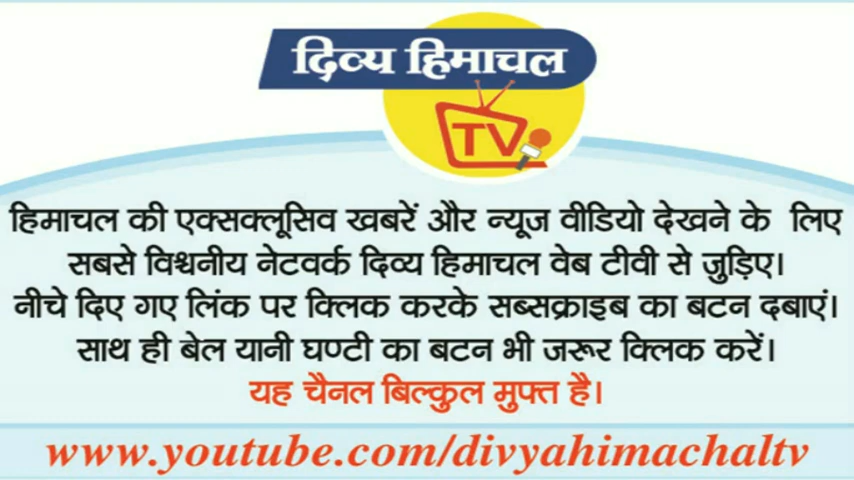 दिव्य हिमाचल
TV
हिमाचल की एक्सक्लूसिव खबरें और न्यूज वीडियो देखने के लिए
सबसे विश्वनीय नेटवर्क दिव्य हिमाचल वेब टीवी से जुड़िए।
नीचे दिए गए लिंक पर क्लिक करके सब्सक्राइब का बटन दबाएं।
साथ ही बेल यानी घण्टी का बटन भी जरूर क्लिक करें।
यह चैनल बिल्कुल मुफ्त है।
www.youtube.com/divyahimachaltv